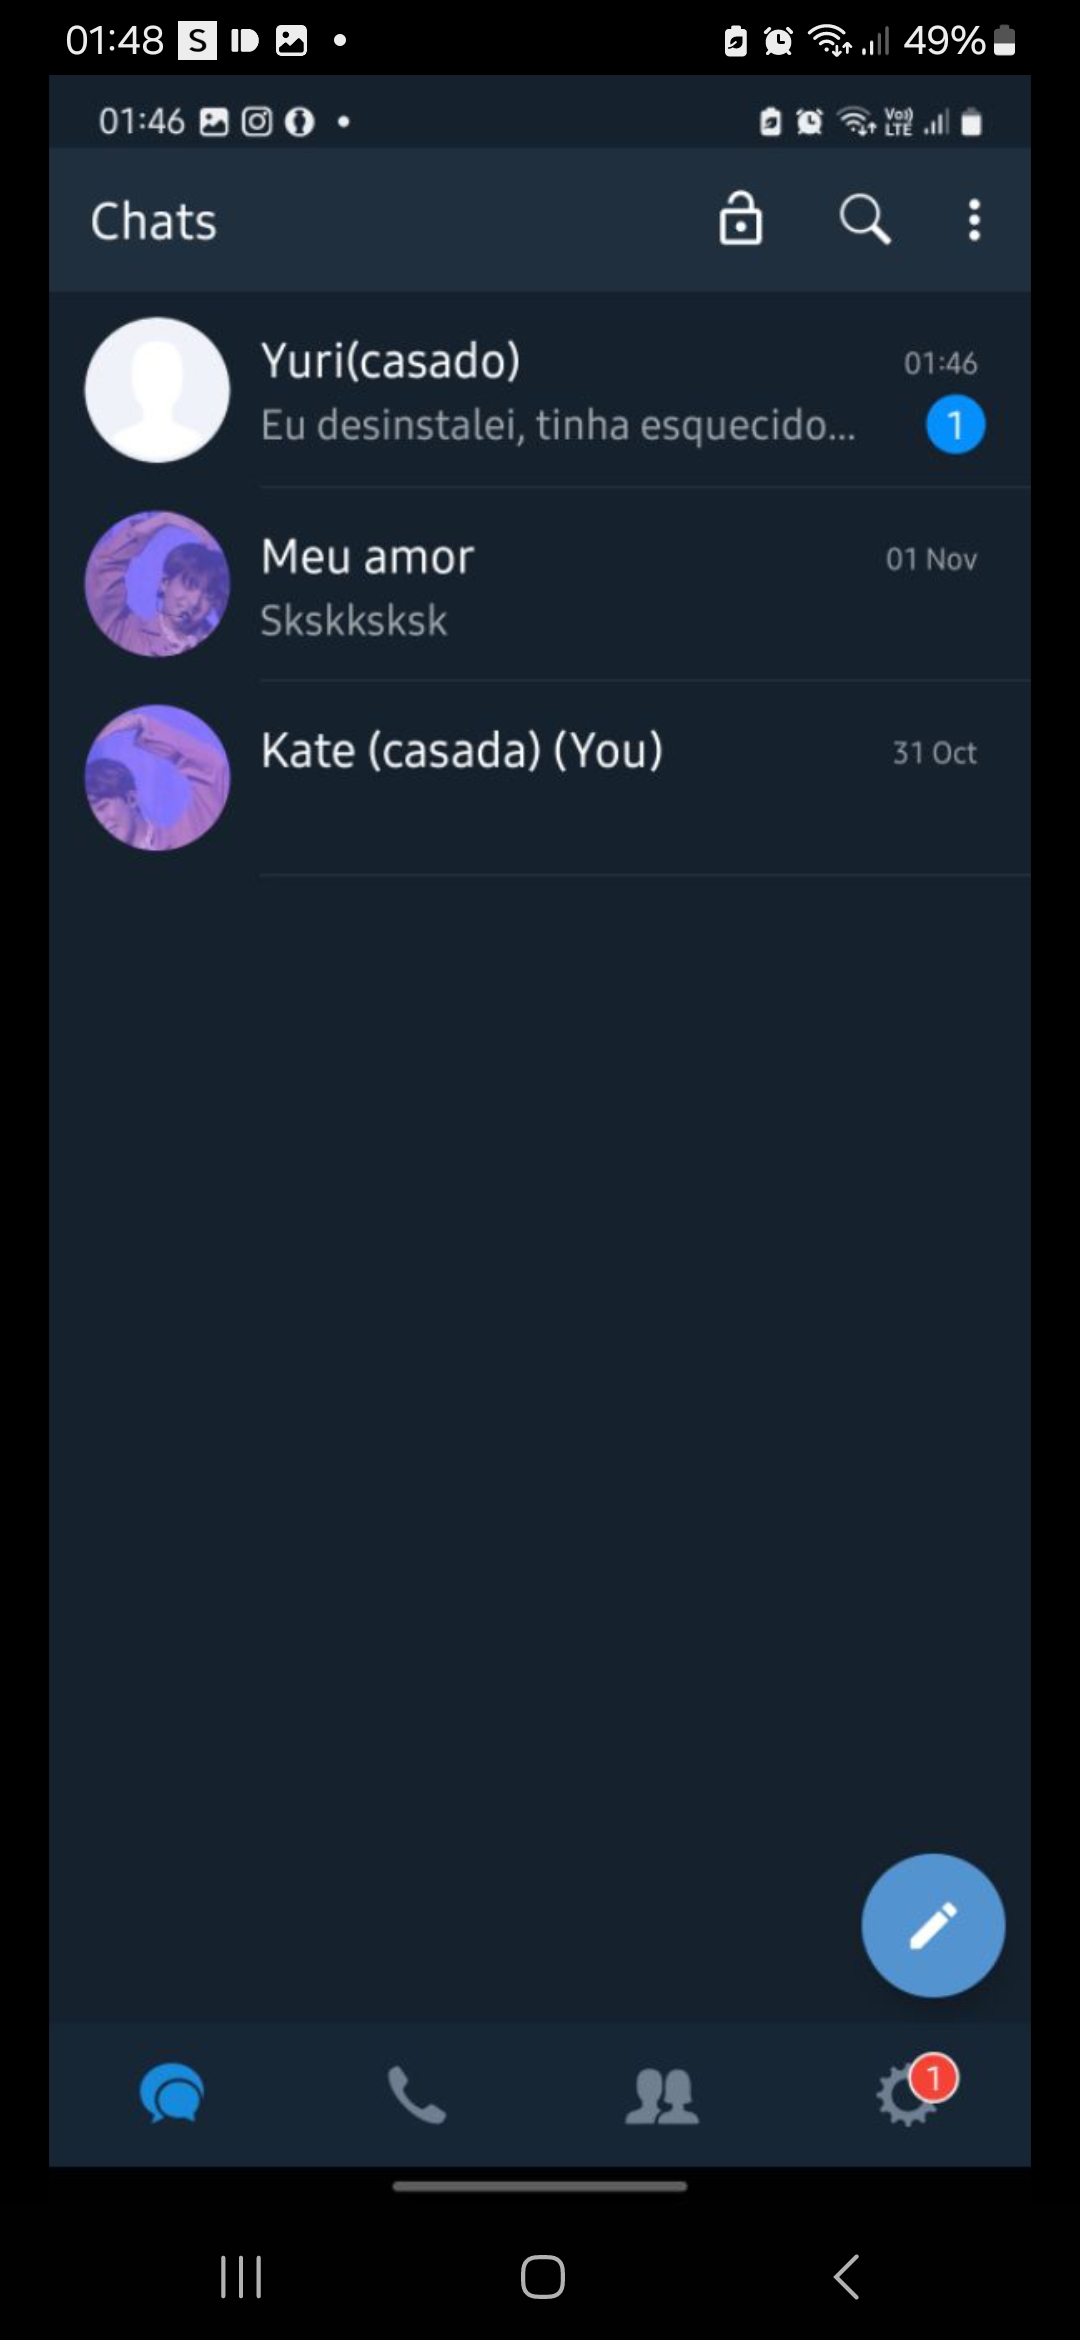 01:48
49%
01:46
Vo))
LTE
Chats
Yuri(casado)
01:46
Eu desinstalei, tinha esquecido...
1
Meu amor
01 Nov
Skskksksk
Kate (casada) (You)
31 Oct
1